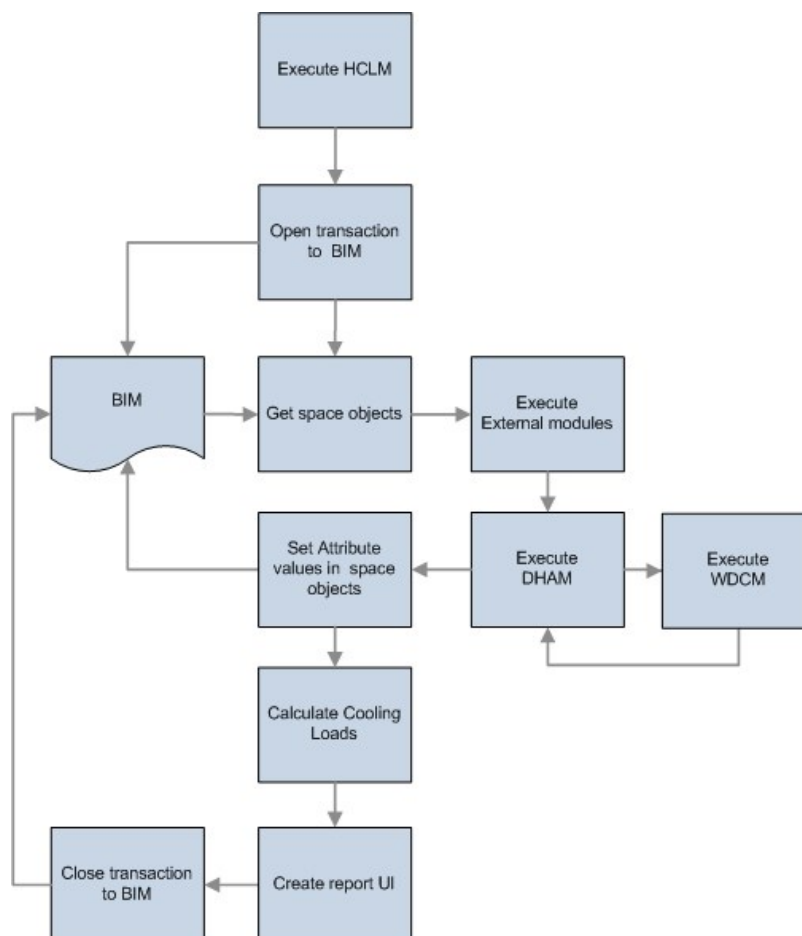 Execute HCLM
Open transaction
to BIM
BIM
Get space objects
Execute
External modules
Set Attribute
values in space
objects
Execute
DHAM
Execute
WDCM
Calculate Cooling
Loads
Close transaction
to BIM
Create report UI